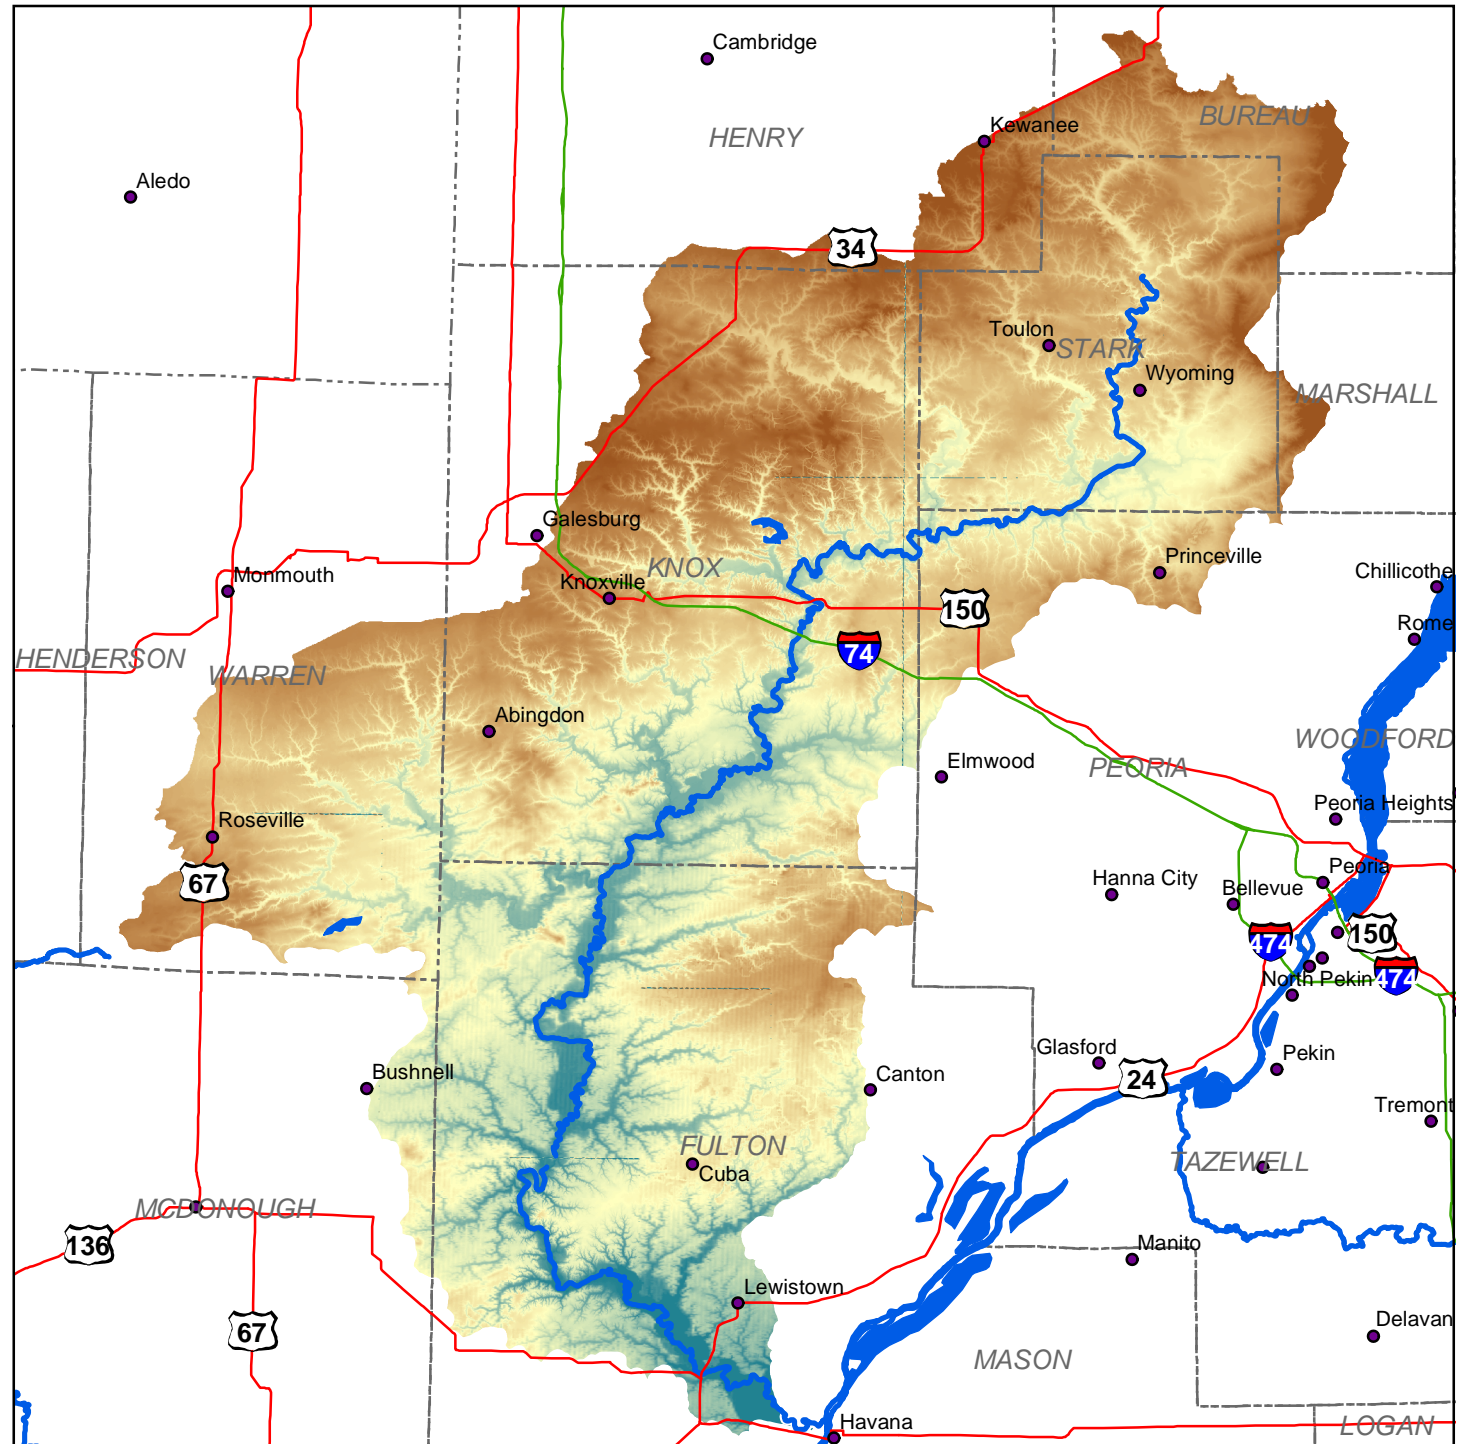 Cambridge
BUREAU
Kewanee
HENRY
Aledo
34
Toulon
STARK
Wyoming
MARSHALL
Galesburg
Princeville
KNOX
Chillicothe
Monmouth
Knoxville
150
Rome
74
HENDERSON
WARREN
Abingdon
WOODFORD
Elmwood
PEORIA
Peoria Heights
Roseville
Peoria
67
Hanna City
Bellevue
474
150
North Pekin
474
Glasford
Pekin
Bushnell
Canton
24
Tremont
FULTON
Cuba
TAZEWELL
MCDONOUGH
136
Manito
Lewistown
67
Delavan
MASON
Havana
LOGAN